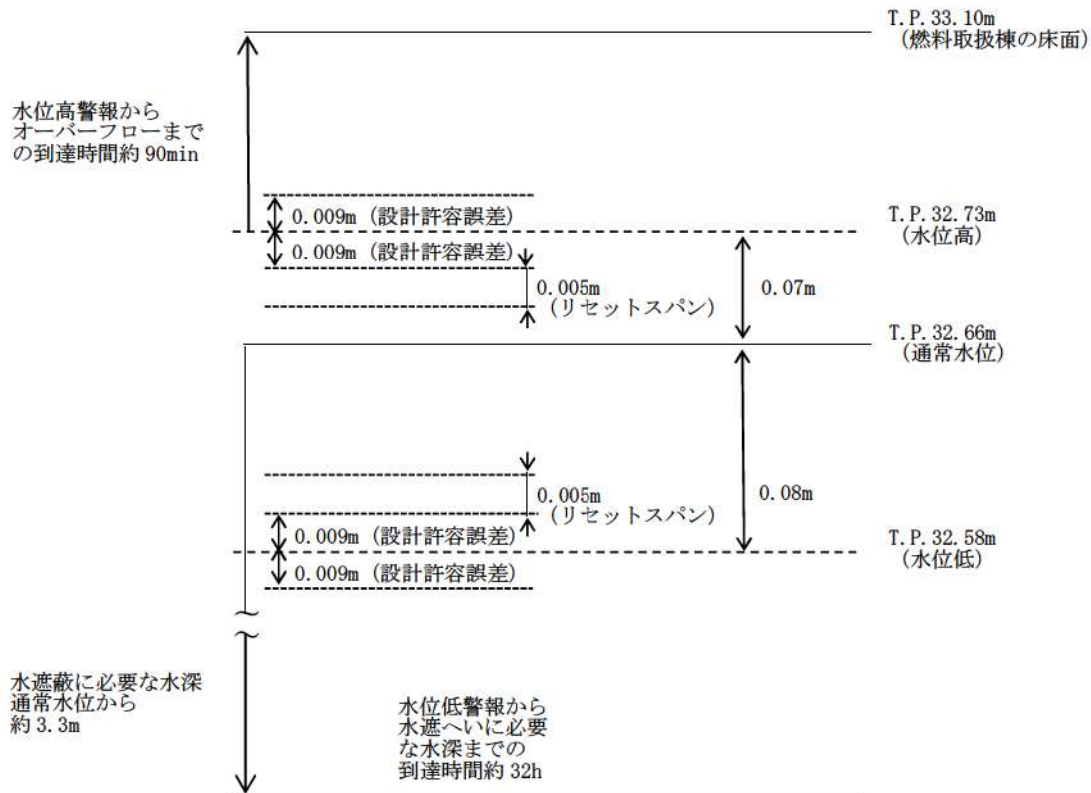 T.P.33.10m
(燃料取扱棟の床面)
水位高警報から
オーバーフローまで
の到達時間約 90min
0.009m (設計許容誤差)
T.P.32.73m
(水位高)
0.009m (設計許容誤差)
0.005m
(リセットスパン)
0.07m
T.P.32.66m
(通常水位)
0.005m
(リセットスパン)
0.08m
0.009m (設計許容誤差)
T.P.32.58m
(水位低)
0.009m (設計許容誤差)
水遮蔽に必要な水深
通常水位から
約 3.3m
水位低警報から
水遮へいに必要
な水深までの
到達時間約 32h